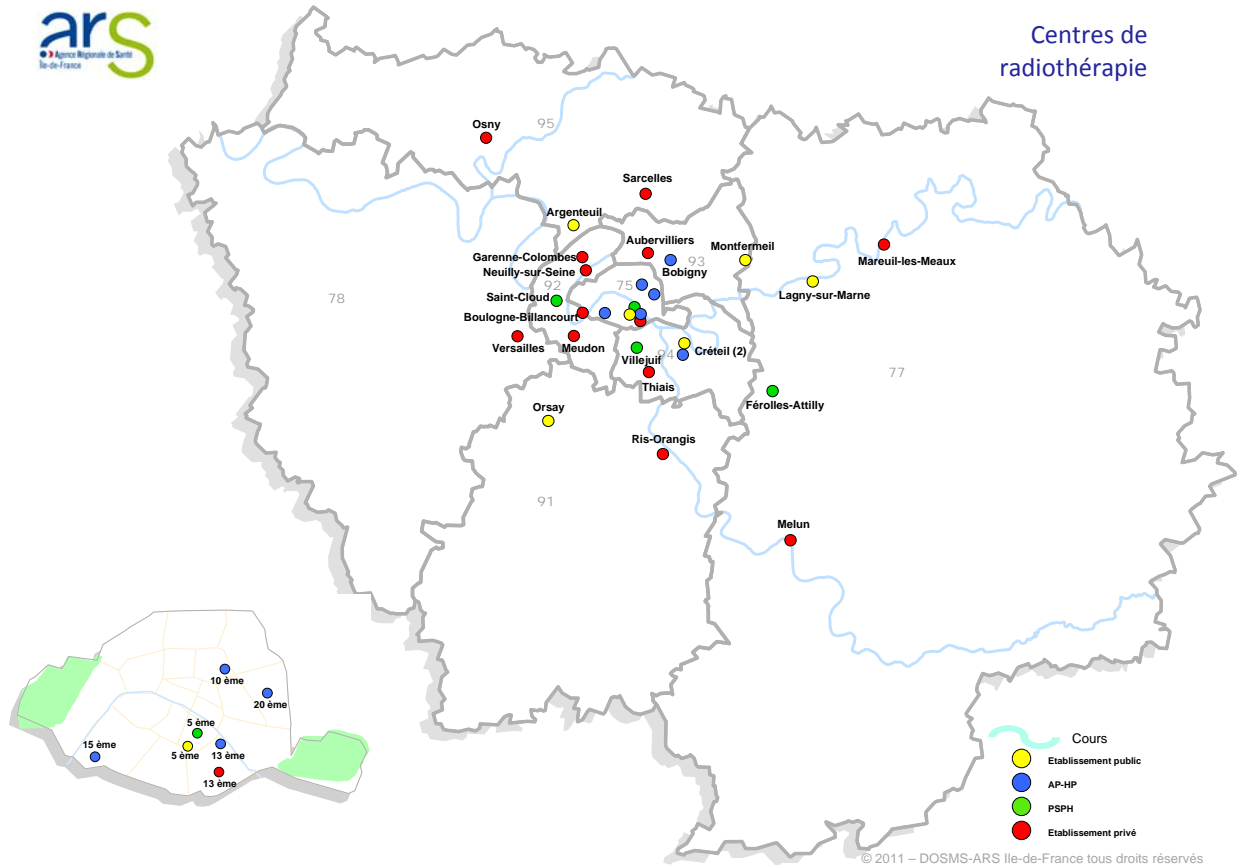 ars
Agence Régionale de Santé
Île-de-France
Centres de
radiothérapie
Osny
95
Sarcelles
Argenteuil
Aubervilliers
Montfermeil
Garenne-Colombes
93
Mareuil-les-Meaux
Neuilly-sur-Seine
Bobigny
92
75
Lagny-sur-Marne
78
Saint-Cloud
Boulogne-Billancourt
Versailles
Meudon
Villejuif
94
Créteil (2)
Thiais
77
Férolles-Attilly
Orsay
Ris-Orangis
91
Melun
10 ème
20 ème
5 ème
15 ème
5 ème
13 ème
13 ème
Cours
Etablissement public
AP-HP
PSPH
Etablissement privé
© 2011 – DOSMS-ARS Ile-de-France tous droits réservés